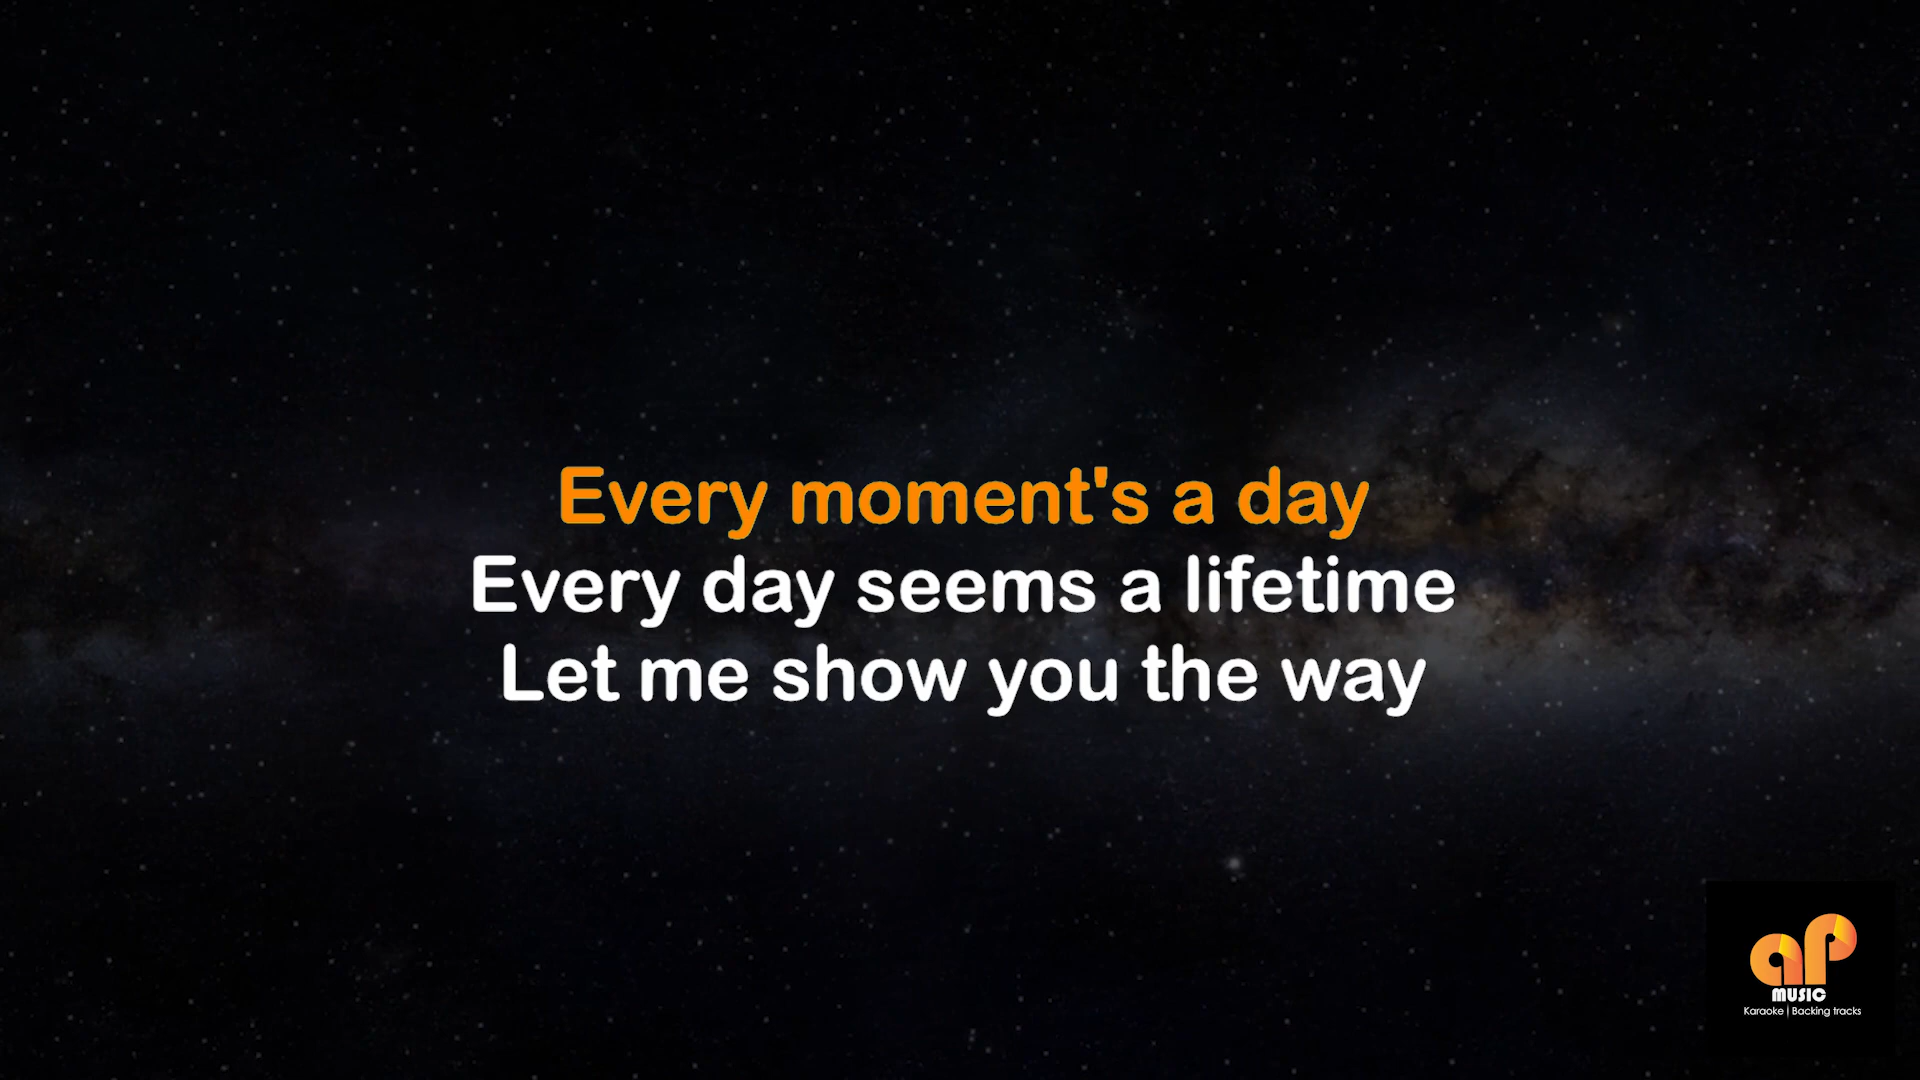 Every moment's a day
Every day seems a lifetime
Let me show you the way
ap
MUSIC
Karaoke | Backing tracks